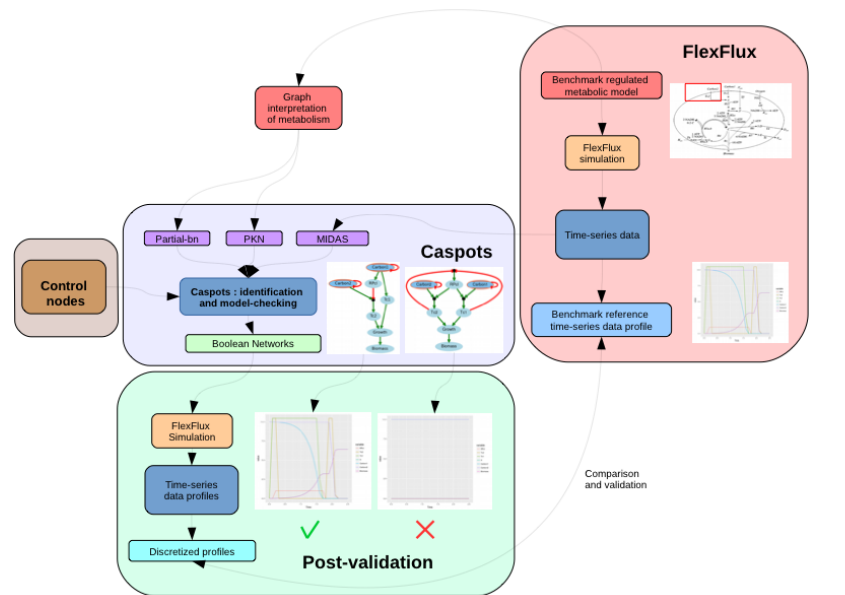 FlexFlux
Benchmark regulated
metabolic model
Graph
interpretation
of metabolism
FlexFlux
simulation
Partial-bn
PKN
MIDAS
Time-series data
Caspots
Control
nodes
Caspots : identification
and model-checking
Boolean Networks
Benchmark reference
time-series data profile
FlexFlux
Simulation
Time-series
data profiles
Comparison
and validation
Discretized profiles
Post-validation